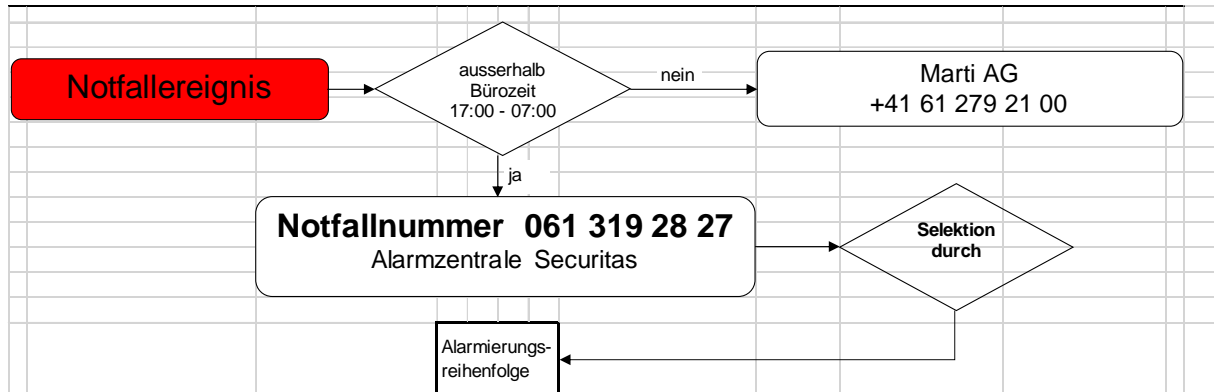 Notfallereignis
ausserhalb
Bürozeit
17:00 - 07:00
nein
Marti AG
+41 61 279 21 00
ja
Notfallnummer 061 319 28 27
Alarmzentrale Securitas
Selektion
durch
Alarmierungs-
reihenfolge